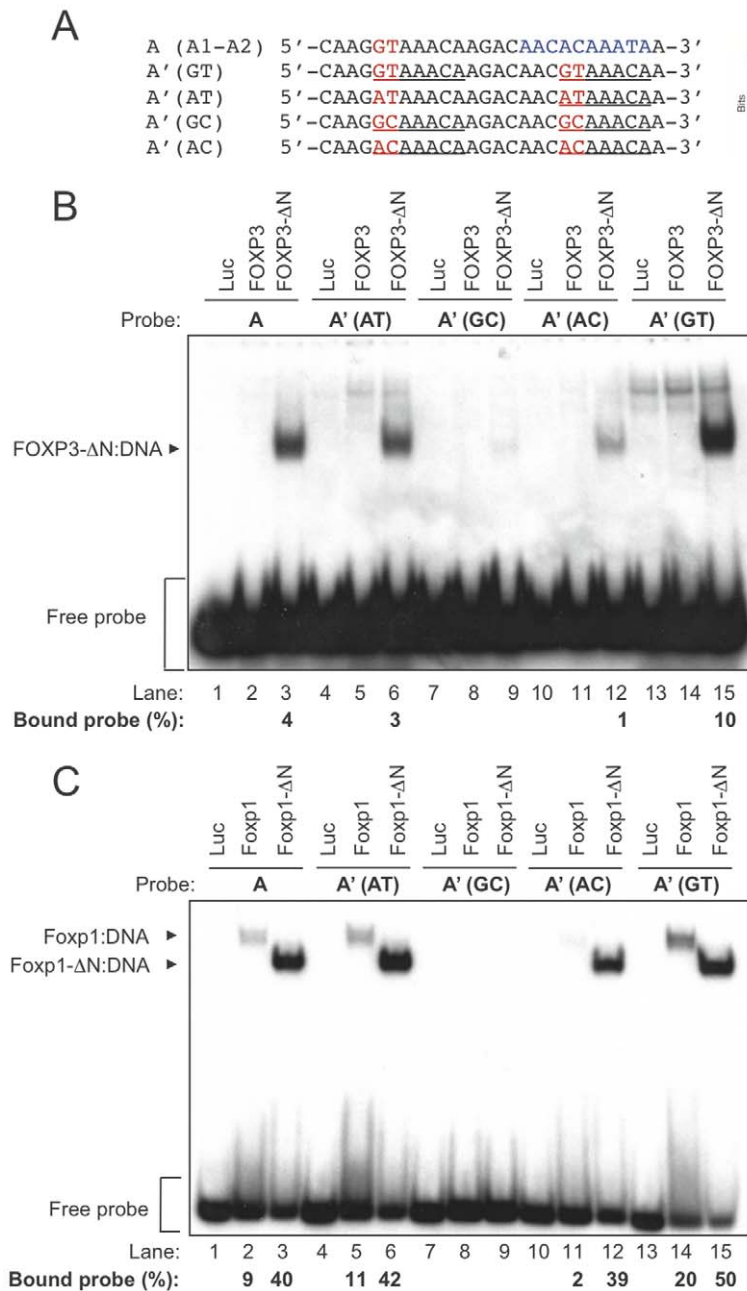 A
A (A1-A2) 5′-CAAGGTAAACAAGACAACACAAATAA-3′
A′(GT) 5′-CAAGGTAAACAAGACAACGTAAACAA-3′
A′(AT) 5′-CAAGATAAACAAGACAACATAAACAA-3′
A′(GC) 5′-CAAGGCAAACAAGACAACGCAAACAA-3′
A′(AC) 5′-CAAGACAAACAAGACAACACAAACAA-3′
Bits
B
Luc FOXP3 FOXP3-ΔN Luc FOXP3 FOXP3-ΔN Luc FOXP3 FOXP3-ΔN Luc FOXP3 FOXP3-ΔN Luc FOXP3 FOXP3-ΔN
Probe: A A' (AT) A' (GC) A' (AC) A' (GT)
FOXP3-ΔN:DNA ►
Free probe
Lane: 1 2 3 4 5 6 7 8 9 10 11 12 13 14 15
Bound probe (%): 4 3 1 10
C
Luc Foxp1 Foxp1-ΔN Luc Foxp1 Foxp1-ΔN Luc Foxp1 Foxp1-ΔN Luc Foxp1 Foxp1-ΔN Luc Foxp1 Foxp1-ΔN
Probe: A A' (AT) A' (GC) A' (AC) A' (GT)
Foxp1:DNA ►
Foxp1-ΔN:DNA ►
Free probe
Lane: 1 2 3 4 5 6 7 8 9 10 11 12 13 14 15
Bound probe (%): 9 40 11 42 2 39 20 50